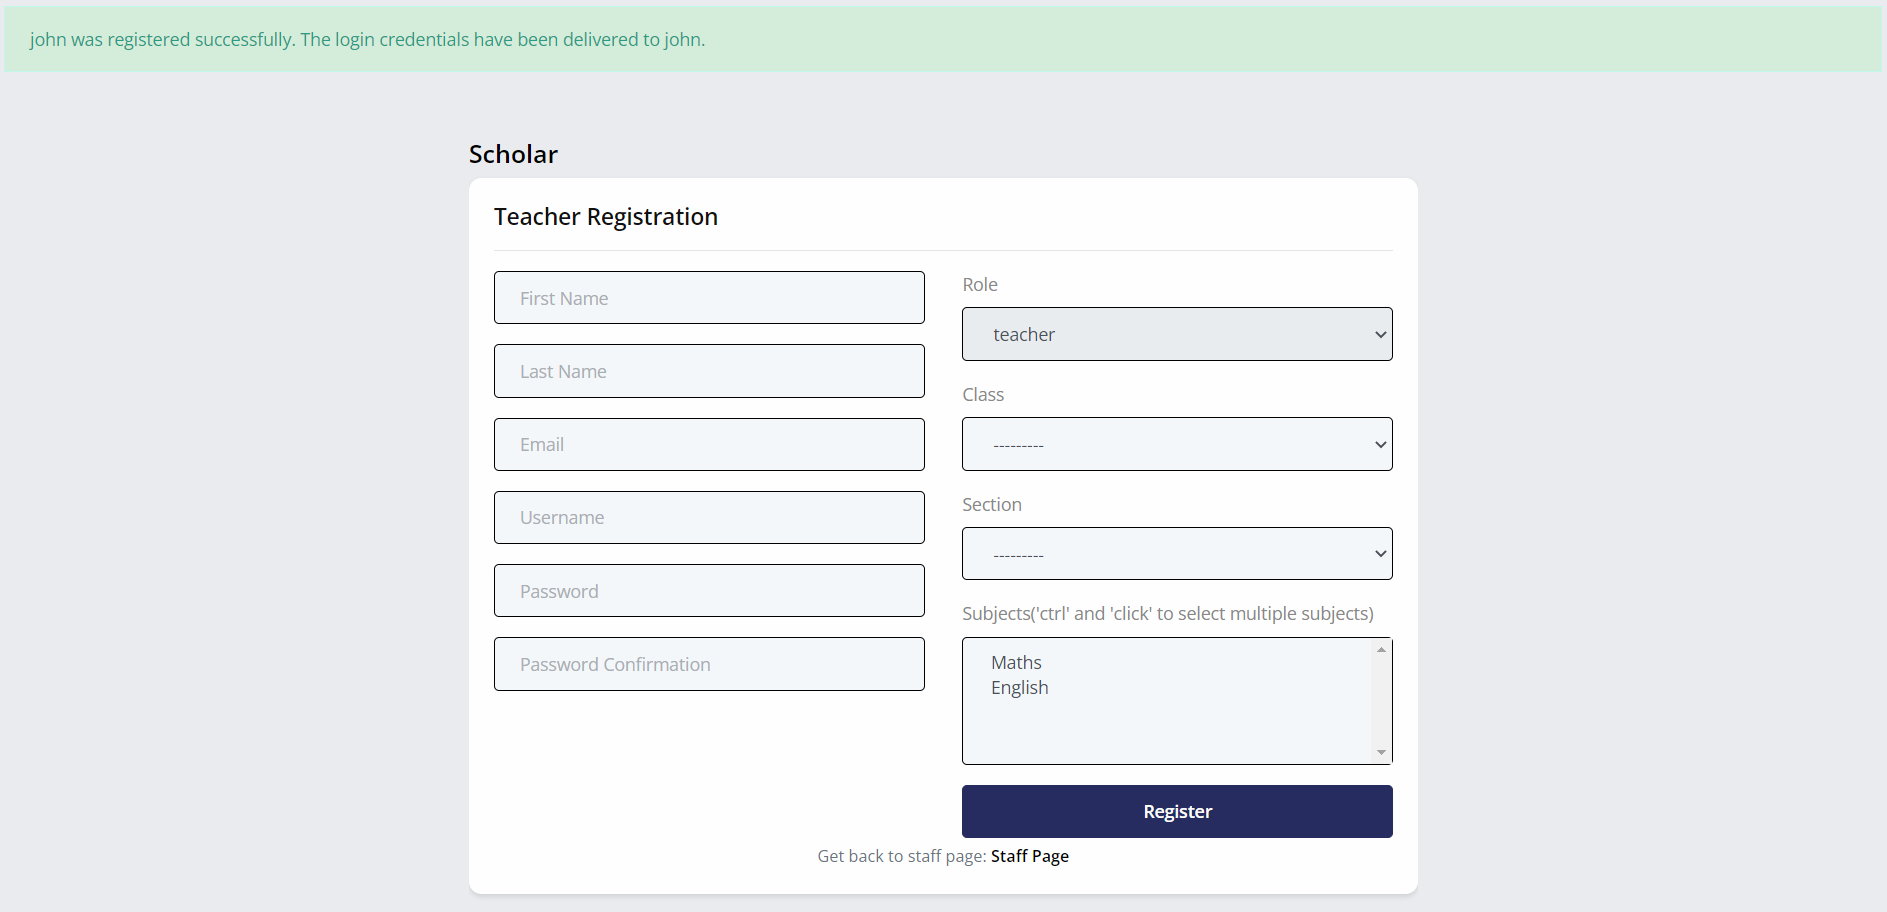 john was registered successfully. The login credentials have been delivered to john.
Scholar
Teacher Registration
First Name
Last Name
Email
Username
Password
Password Confirmation
Role
teacher
Class
---------
Section
---------
Subjects('ctrl' and 'click' to select multiple subjects)
Maths
English
Register
Get back to staff page: Staff Page